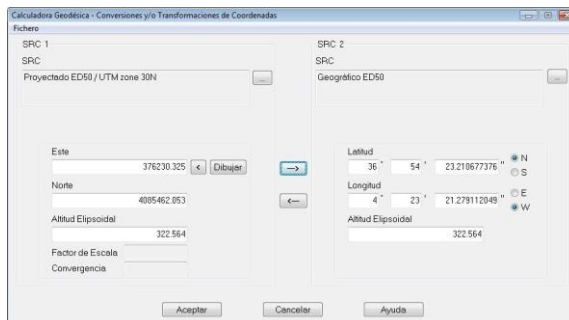 Calculadora Geodésica - Conversiones y/o Transformaciones de Coordenadas
Fichero
SRC 1
SRC
Proyectado ED50 / UTM zone 30N
...
Este
376230.325
<
Dibujar
Norte
4085462.053
Altitud Elipsoidal
322.564
Factor de Escala
Convergencia
-->
<--
SRC 2
SRC
Geográfico ED50
...
Latitud
36 ° 54 ' 23.210677376 " N S
Longitud
4 ° 23 ' 21.279112049 " E W
Altitud Elipsoidal
322.564
Aceptar
Cancelar
Ayuda